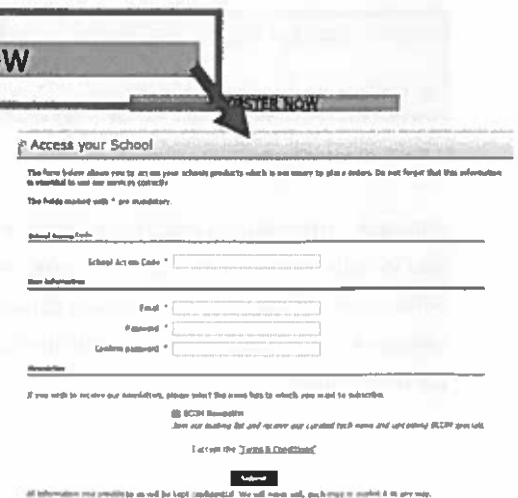 W
REGISTER NOW
Access your School
The form below allows you to access your schools products which is necessary to place orders. Do not forget that this information
is essential to use our services correctly
The fields marked with * are mandatory.
School Access Code
School Access Code *
User Information
Email *
Password *
Confirm password *
Newsletter
If you wish to receive our newsletters, please select the name lists to which you want to subscribe.
Newsletter
Join our mailing list and receive our curated tech news and upcoming specials.
I accept the "Terms & Conditions"
Submit
All information you provide to us will be kept confidential. We will never sell, or market it in any way.